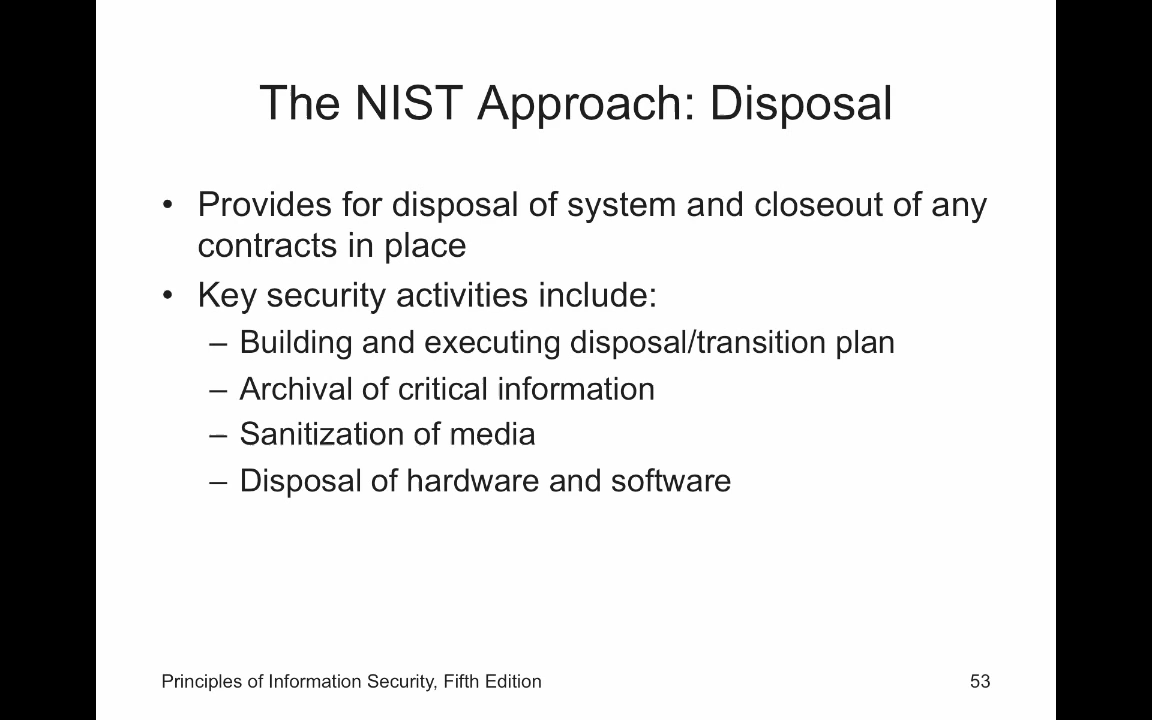 The NIST Approach: Disposal
• Provides for disposal of system and closeout of any
contracts in place
• Key security activities include:
– Building and executing disposal/transition plan
– Archival of critical information
– Sanitization of media
– Disposal of hardware and software
Principles of Information Security, Fifth Edition
53